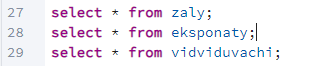 27 select * from zaly;
28 select * from eksponaty;
29 select * from vidviduvachi;